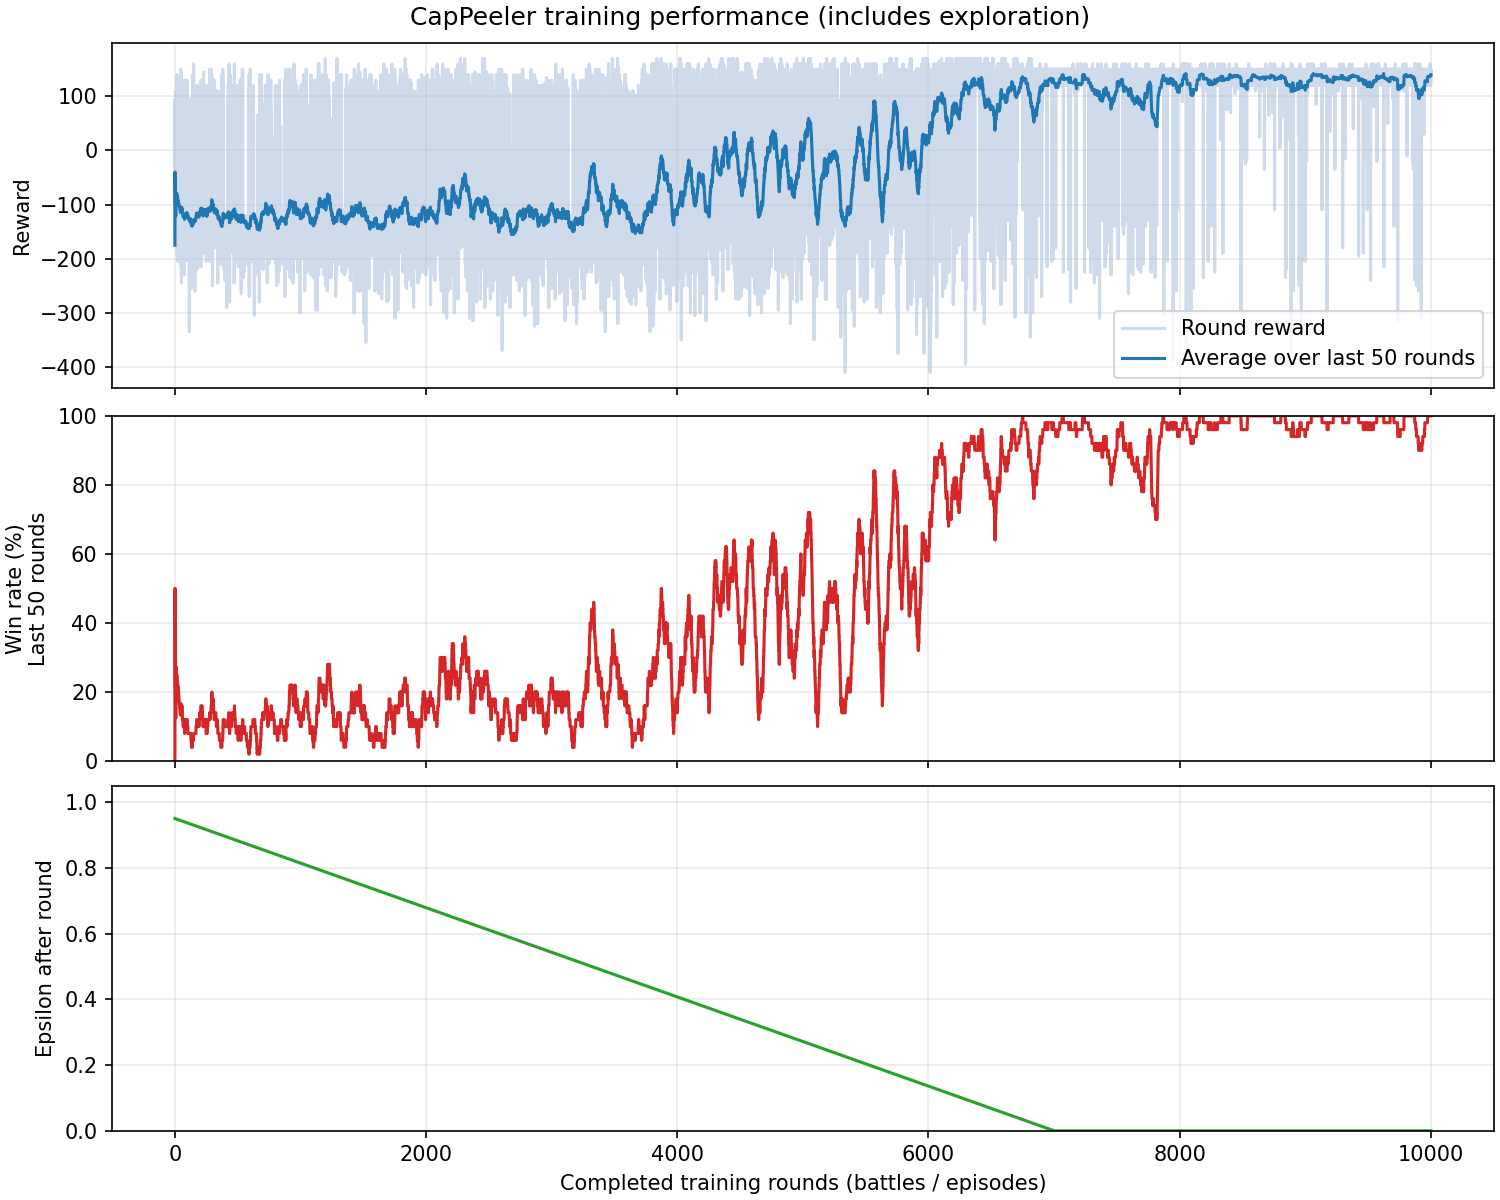 CapPeeler training performance (includes exploration)
100
0
−100
−200
−300
−400
Reward
Round reward
Average over last 50 rounds
100
80
60
40
20
0
Win rate (%)
Last 50 rounds
1.0
0.8
0.6
0.4
0.2
0.0
Epsilon after round
0 2000 4000 6000 8000 10000
Completed training rounds (battles / episodes)